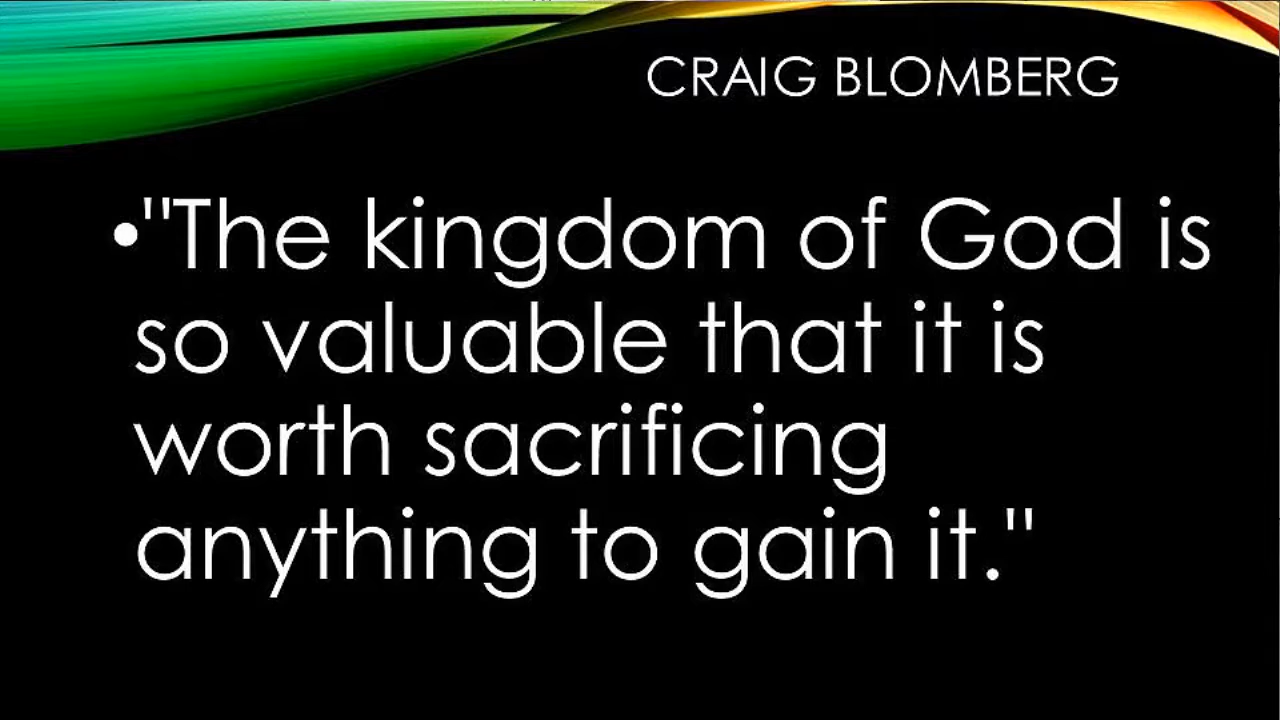 CRAIG BLOMBERG
•"The kingdom of God is
so valuable that it is
worth sacrificing
anything to gain it."